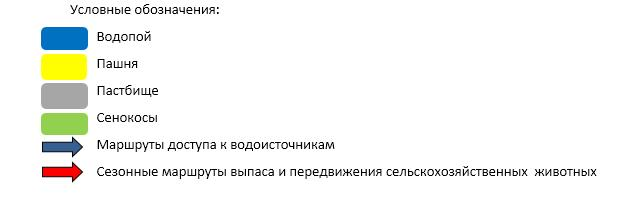 Условные обозначения:
Водопой
Пашня
Пастбище
Сенокосы
Маршруты доступа к водоисточникам
Сезонные маршруты выпаса и передвижения сельскохозяйственных животных